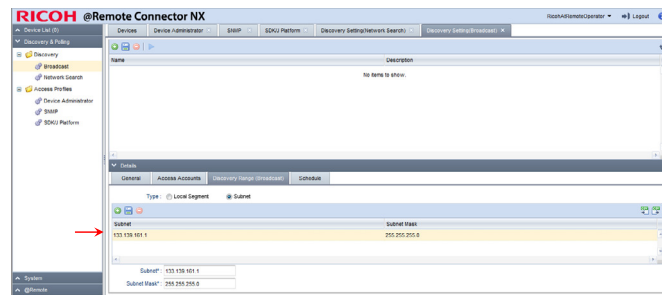 RICOH @Remote Connector NX
RicohAtRemoteOperator Logout
Device List (0)
Discovery & Polling
Discovery
Broadcast
Network Search
Access Profiles
Device Administrator
SNMP
SDK/J Platform
System
@Remote
Devices Device Administrator SNMP SDK/J Platform Discovery Setting(Network Search) Discovery Setting(Broadcast)
Name Description
No items to show.
Details
General Access Accounts Discovery Range (Broadcast) Schedule
Type : Local Segment Subnet
Subnet Subnet Mask
133.139.161.1 255.255.255.0
Subnet* : 133.139.161.1
Subnet Mask* : 255.255.255.0